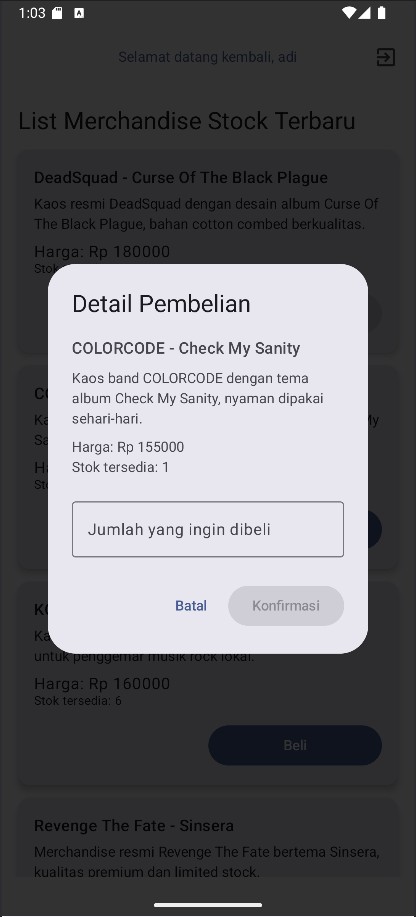 1:03
Selamat datang kembali, adi
List Merchandise Stock Terbaru
DeadSquad - Curse Of The Black Plague
Kaos resmi DeadSquad dengan desain album Curse Of
The Black Plague, bahan cotton combed berkualitas.
Harga: Rp 180000
Stok
Detail Pembelian
COLORCODE - Check My Sanity
Kaos band COLORCODE dengan tema
album Check My Sanity, nyaman dipakai
sehari-hari.
Harga: Rp 155000
Stok tersedia: 1
Jumlah yang ingin dibeli
Batal Konfirmasi
untuk penggemar musik rock lokal.
Harga: Rp 160000
Stok tersedia: 6
Beli
Revenge The Fate - Sinsera
Merchandise resmi Revenge The Fate bertema Sinsera,
kualitas premium dan limited stock.